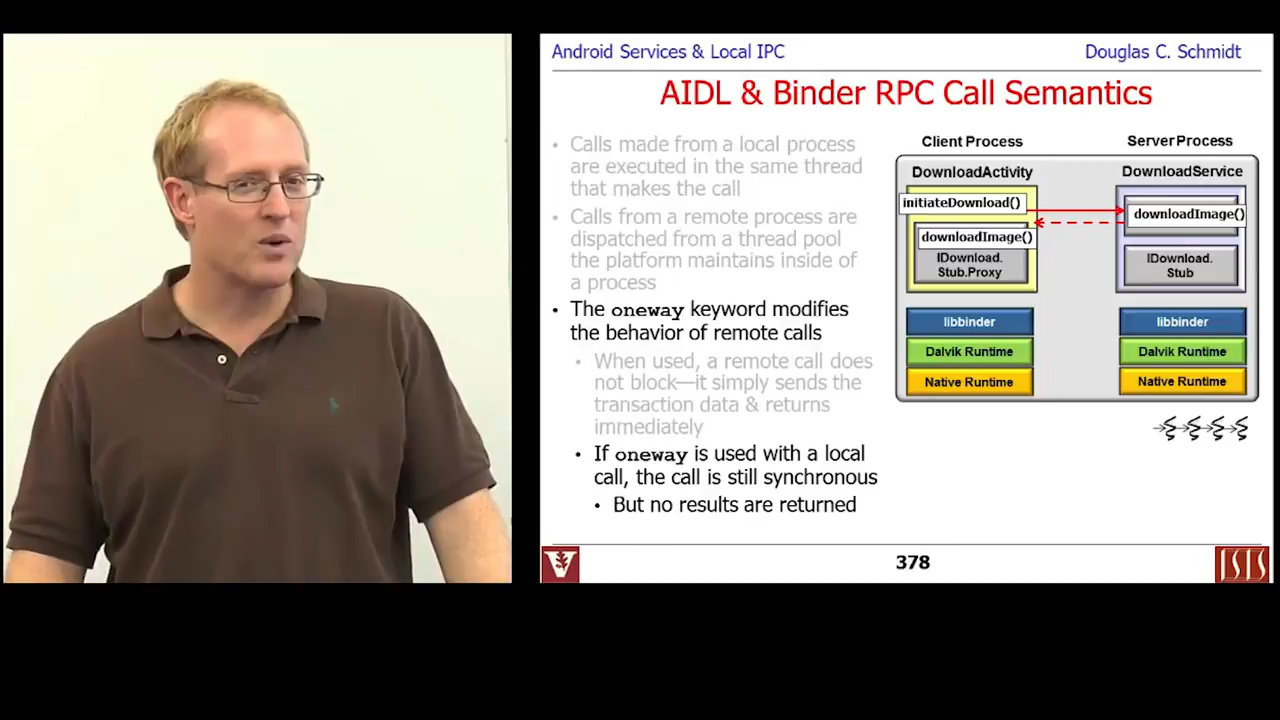 Android Services & Local IPC
Douglas C. Schmidt
AIDL & Binder RPC Call Semantics
• Calls made from a local process
are executed in the same thread
that makes the call
• Calls from a remote process are
dispatched from a thread pool
the platform maintains inside of
a process
• The oneway keyword modifies
the behavior of remote calls
• When used, a remote call does
not block—it simply sends the
transaction data & returns
immediately
• If oneway is used with a local
call, the call is still synchronous
• But no results are returned
Client Process
Server Process
DownloadActivity
DownloadService
initiateDownload()
downloadImage()
downloadImage()
IDownload.
Stub.Proxy
IDownload.
Stub
libbinder
libbinder
Dalvik Runtime
Dalvik Runtime
Native Runtime
Native Runtime
V
378
ISIS